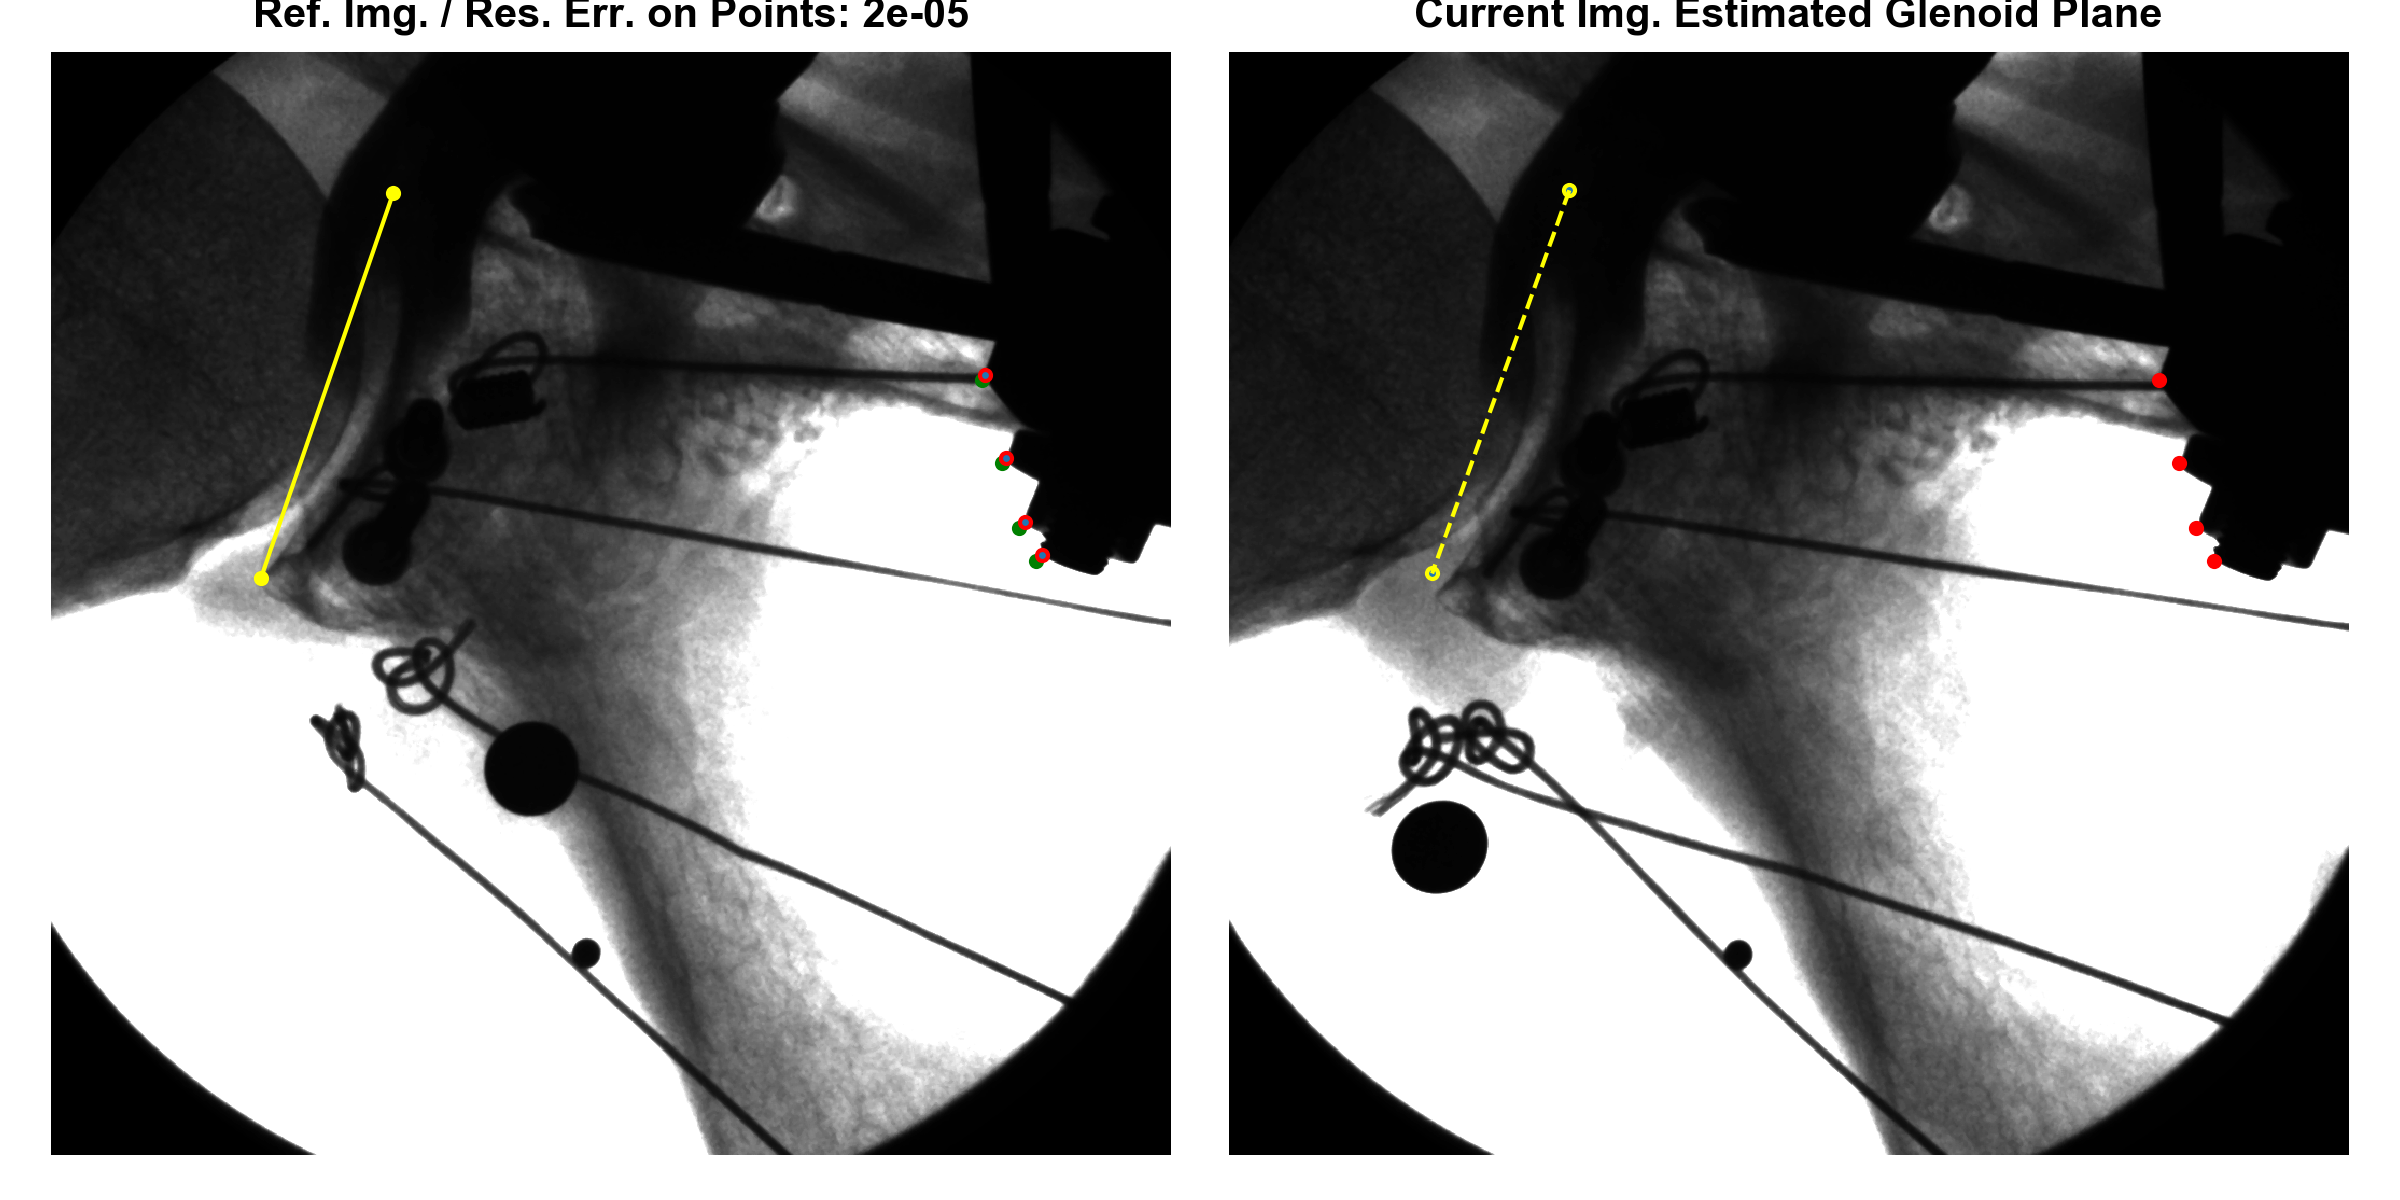 Ref. Img. / Res. Err. on Points: 2e-05
Current Img. Estimated Glenoid Plane